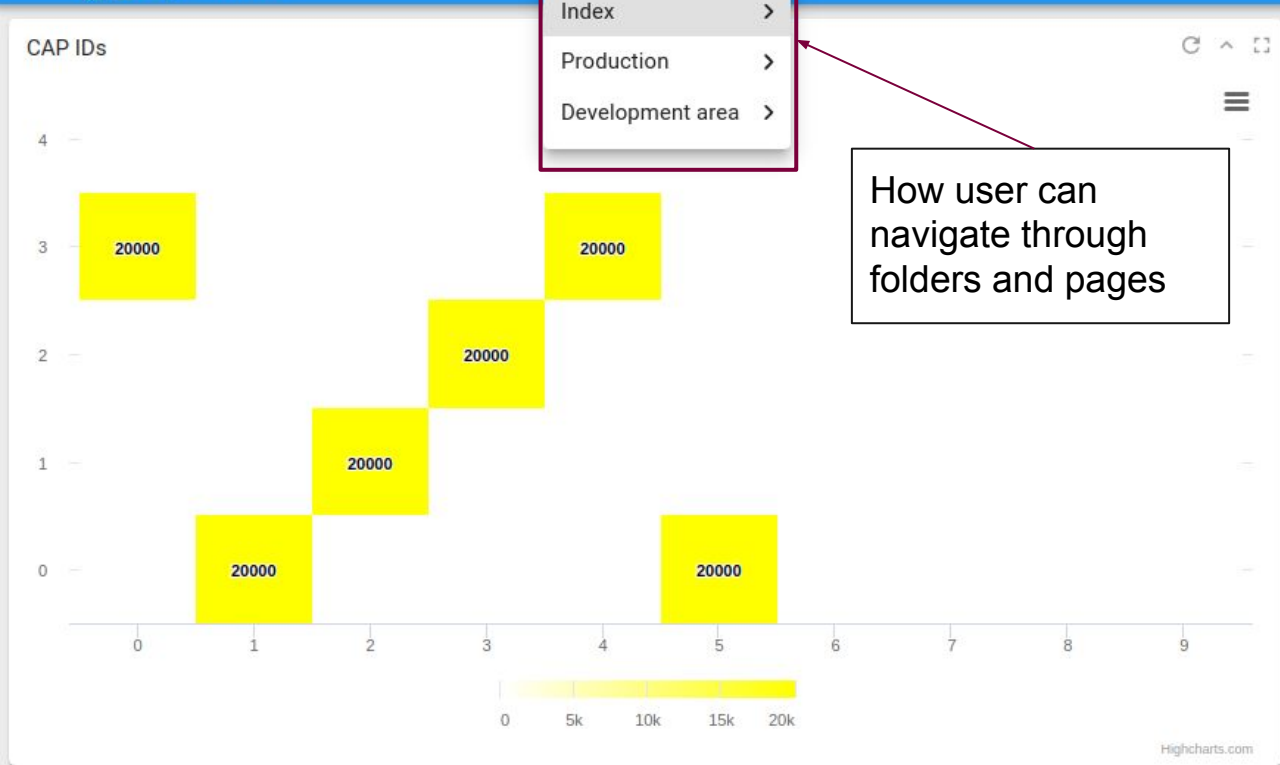 Index
CAP IDs
Production
Development area
How user can
navigate through
folders and pages
4
3
20000
20000
2
20000
1
20000
0
20000
20000
0 1 2 3 4 5 6 7 8 9
0 5k 10k 15k 20k
Highcharts.com